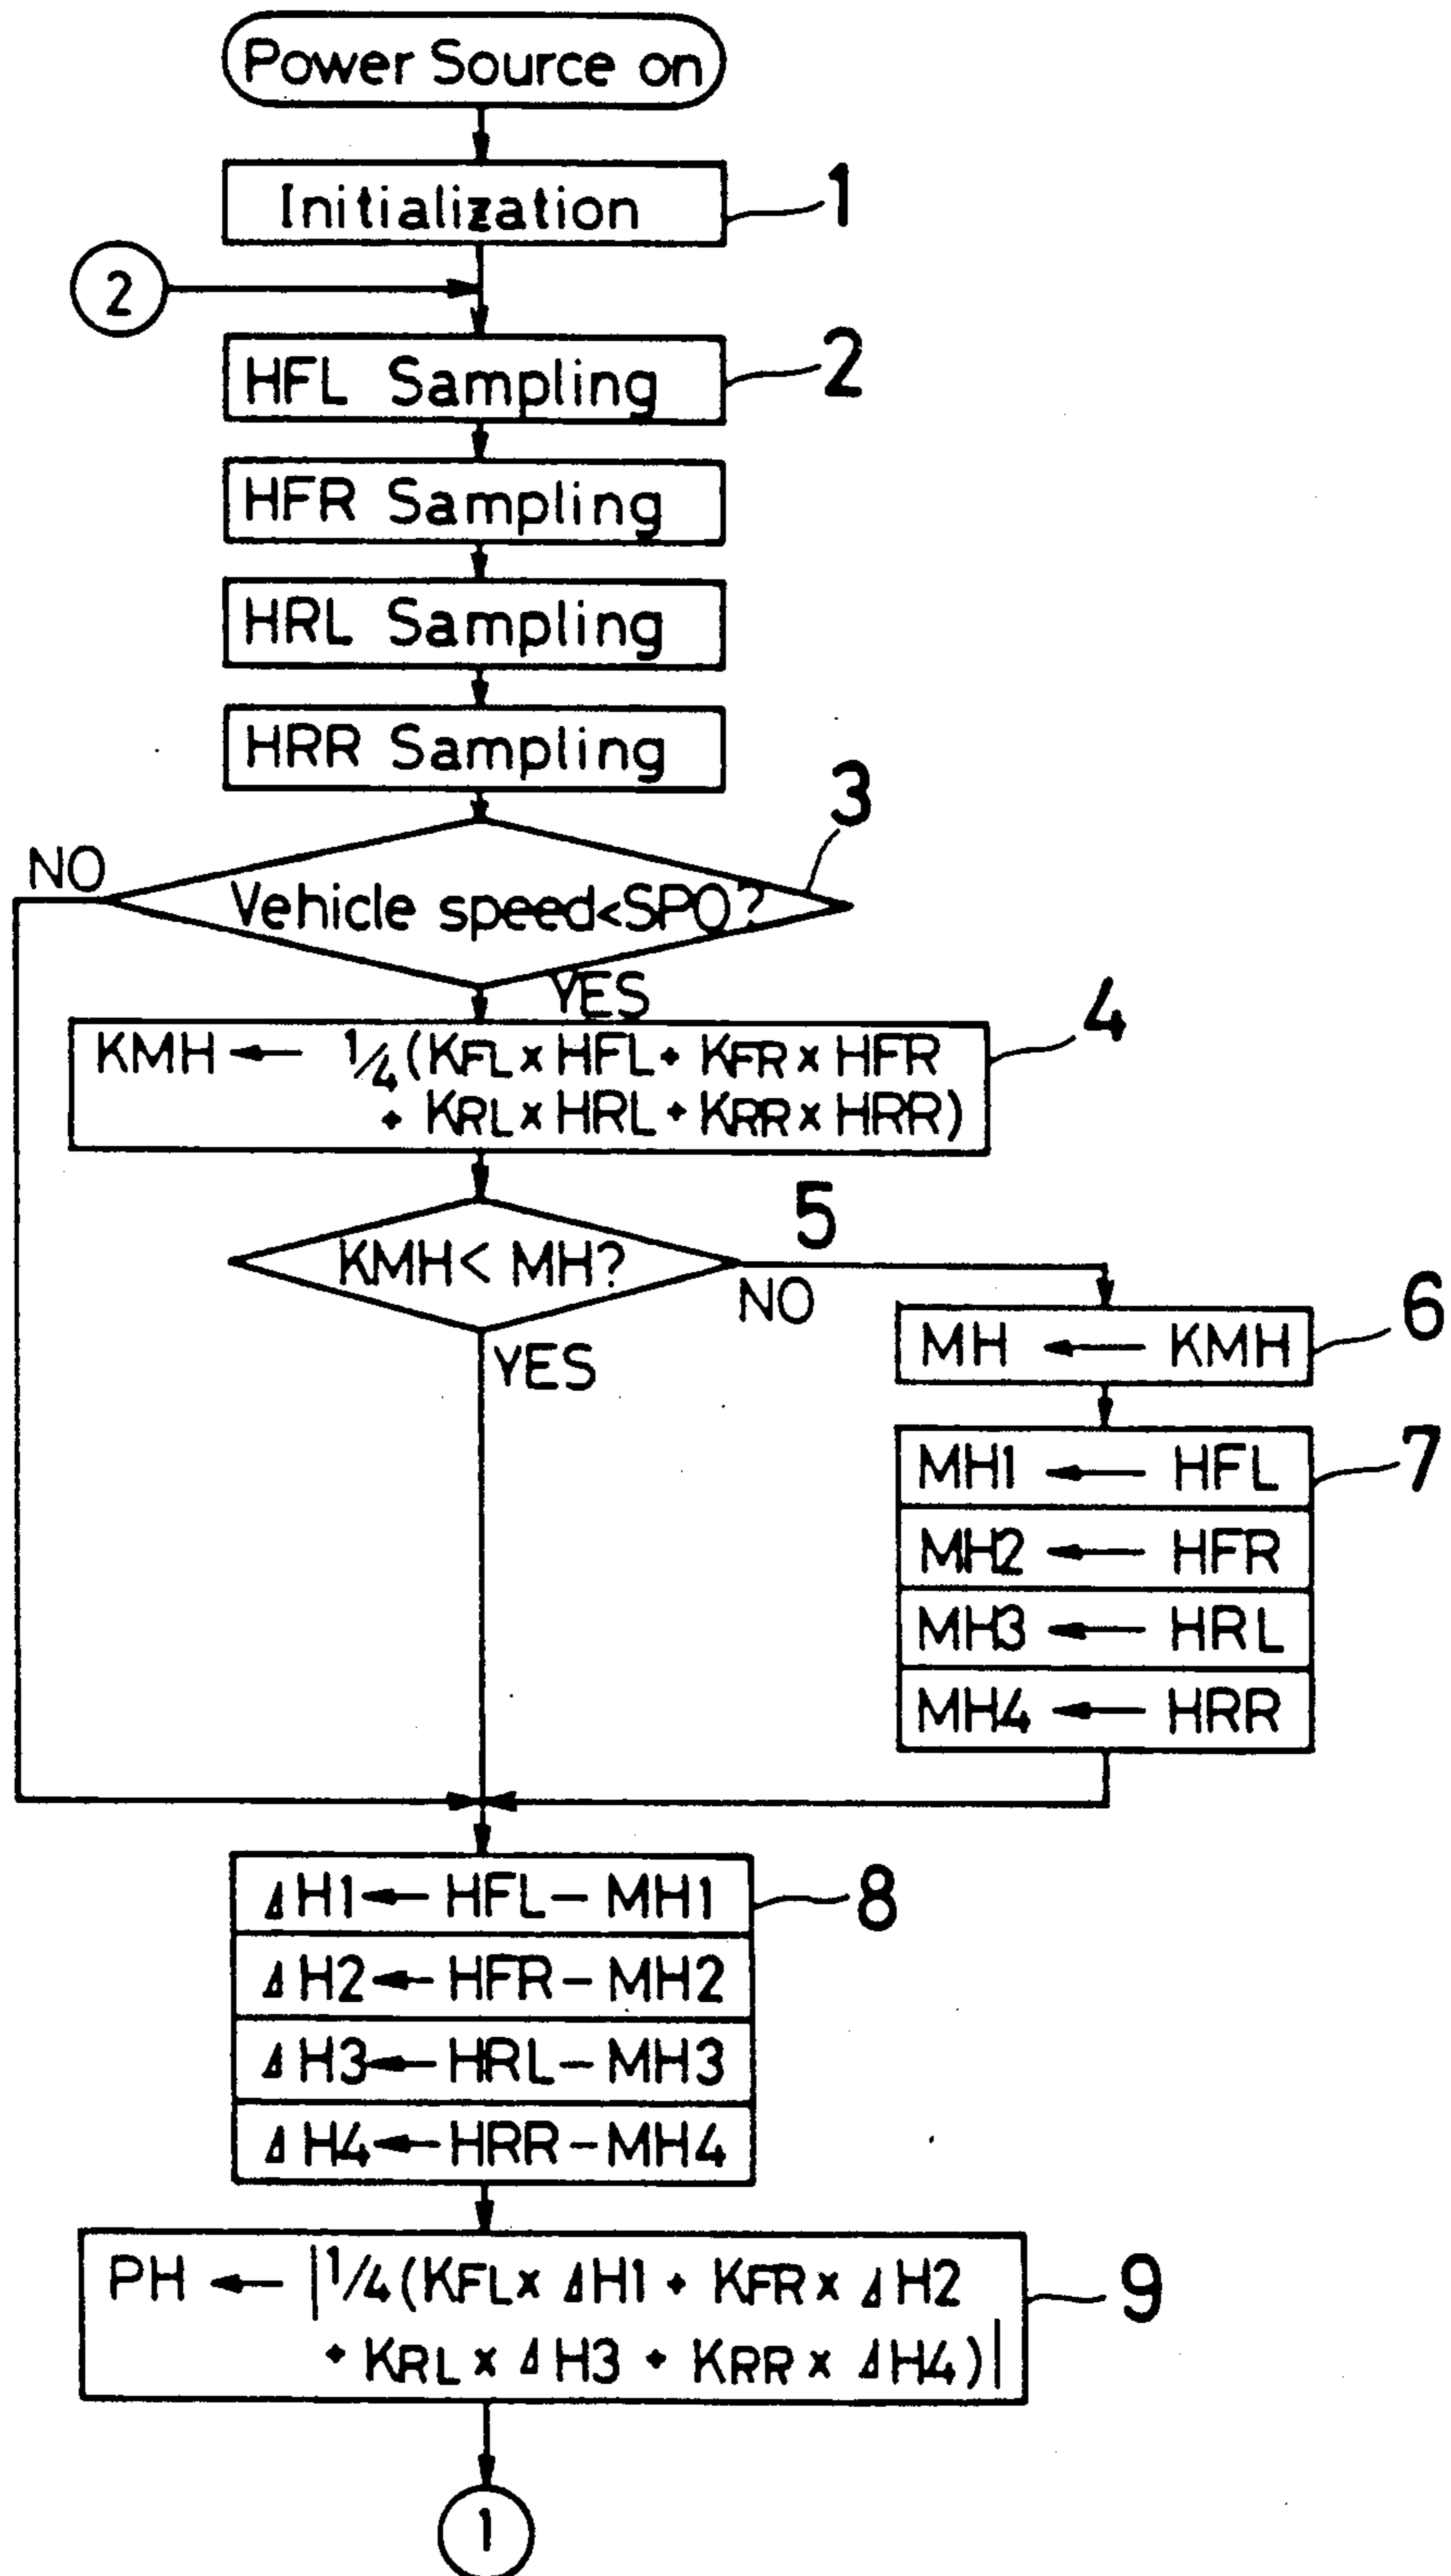 Power Source on
Initialization
1
2
HFL Sampling
2
HFR Sampling
HRL Sampling
HRR Sampling
3
NO
Vehicle speed<SPO?
YES
4
KMH ← 1/4(KFL×HFL+KFR×HFR
+KRL×HRL+KRR×HRR)
5
KMH< MH?
NO
YES
6
MH ← KMH
7
MH1 ← HFL
MH2 ← HFR
MH3 ← HRL
MH4 ← HRR
8
ΔH1←HFL-MH1
ΔH2←HFR-MH2
ΔH3←HRL-MH3
ΔH4←HRR-MH4
9
PH ← |1/4(KFL×ΔH1+KFR×ΔH2
+KRL×ΔH3+KRR×ΔH4)|
1